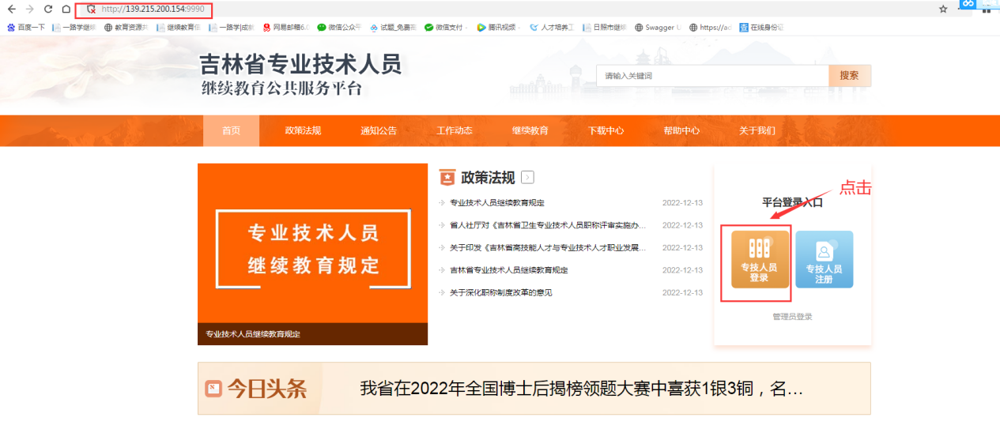 http://139.215.200.154:9990
百度一下
一路学继续
教育资源共
继续教育信
一路学|成就
网易邮箱6.0
微信公众平
试题_免费在
微信支付 -
腾讯视频 -
人才培养工
日照市继续
Swagger U
https://ad
在线身份证
吉林省专业技术人员
继续教育公共服务平台
请输入关键词
搜索
首页
政策法规
通知公告
工作动态
继续教育
下载中心
帮助中心
关于我们
专业技术人员
继续教育规定
专业技术人员继续教育规定
政策法规
专业技术人员继续教育规定 2022-12-13
省人社厅对《吉林省卫生专业技术人员职称评审实施办... 2022-12-13
关于印发《吉林省高技能人才与专业技术人才职业发展... 2022-12-13
吉林省专业技术人员继续教育规定 2022-12-13
关于深化职称制度改革的意见 2022-12-13
点击
平台登录入口
专技人员
登录
专技人员
注册
管理员登录
今日头条
我省在2022年全国博士后揭榜领题大赛中喜获1银3铜，名...